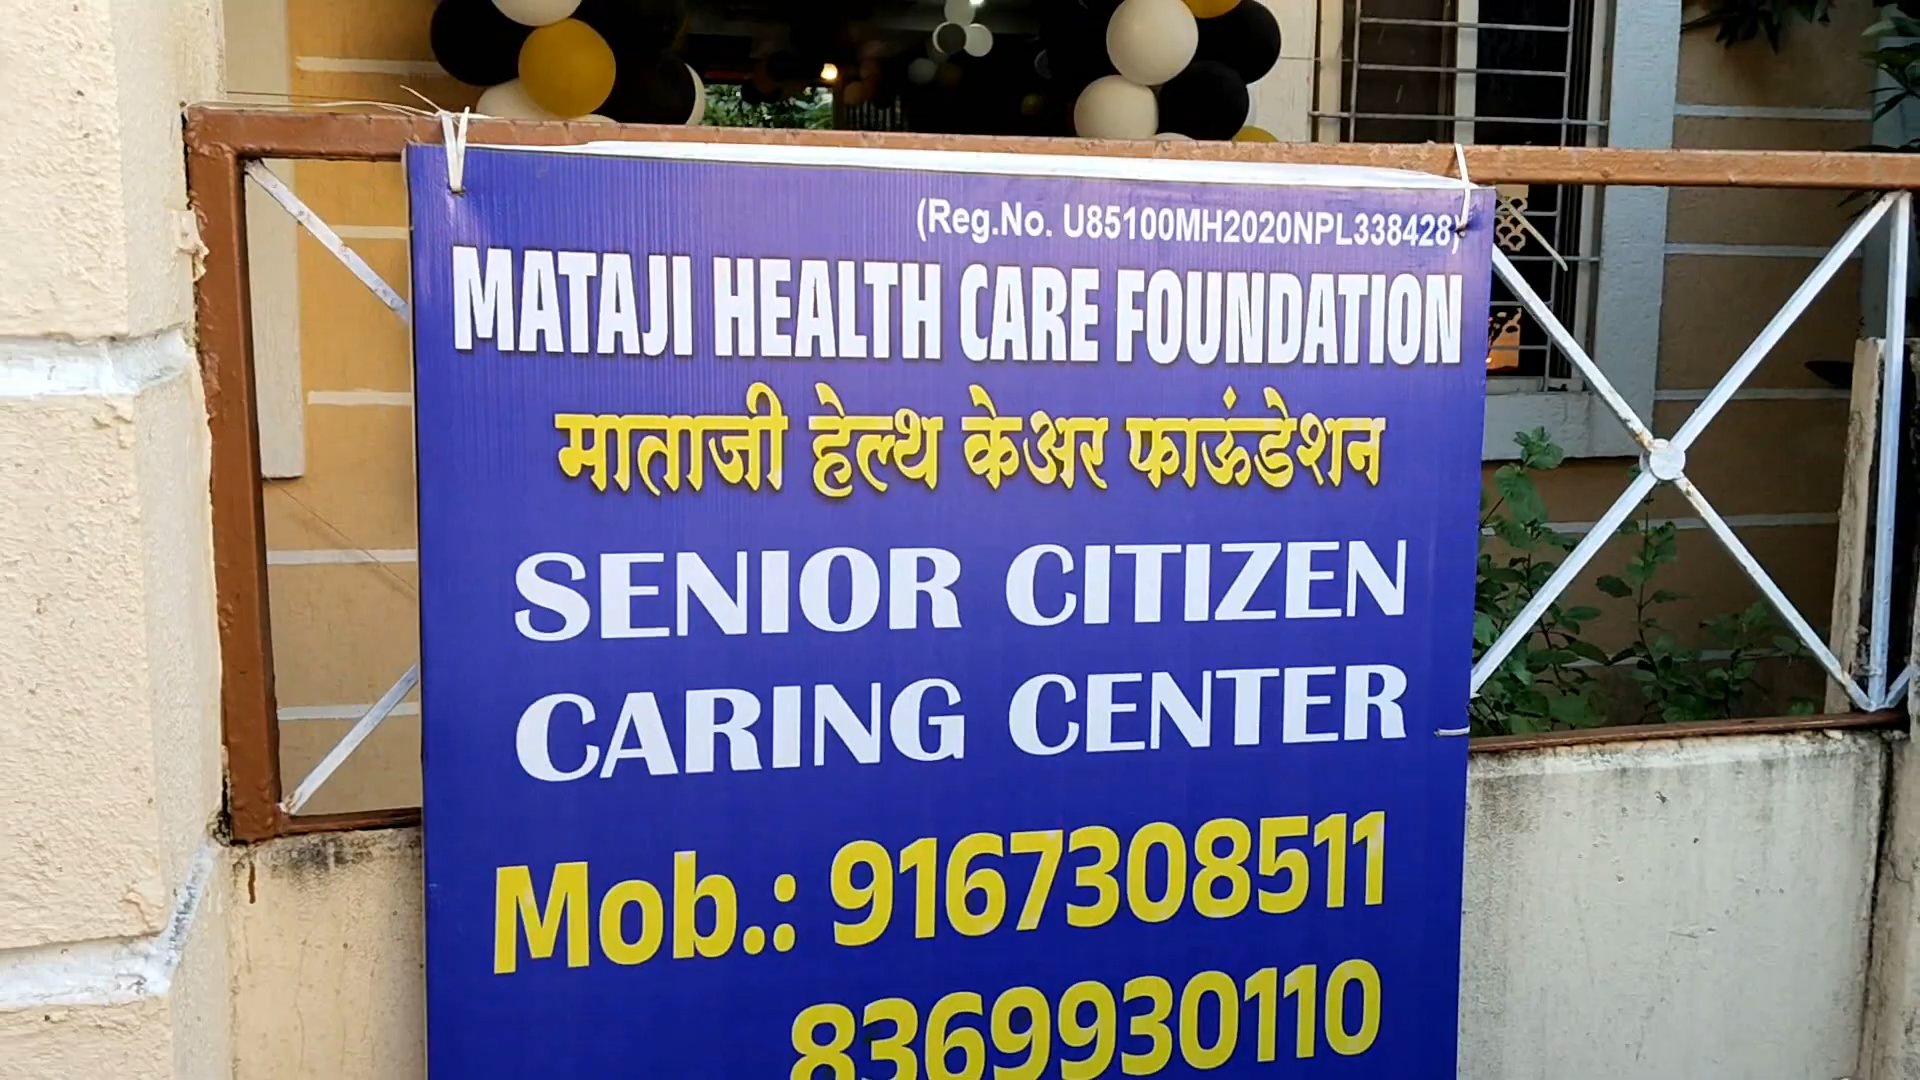 (Reg.No. U85100MH2020NPL338428)
MATAJI HEALTH CARE FOUNDATION
माताजी हेल्थ केअर फाऊंडेशन
SENIOR CITIZEN
CARING CENTER
Mob.: 9167308511
8369930110